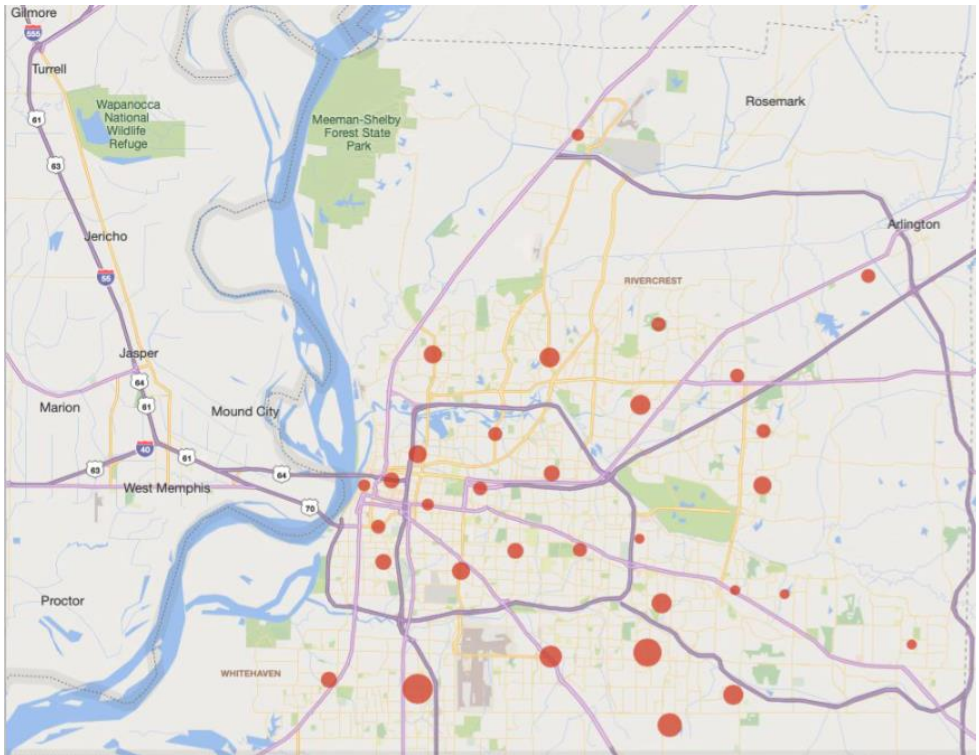 Gilmore
555
Turrell
Wapanocca
National
Wildlife
Refuge
61
63
Meeman-Shelby
Forest State
Park
Rosemark
Jericho
55
Arlington
RIVERCREST
Jasper
64
61
Marion
Mound City
40
63
61
64
West Memphis
70
Proctor
WHITEHAVEN